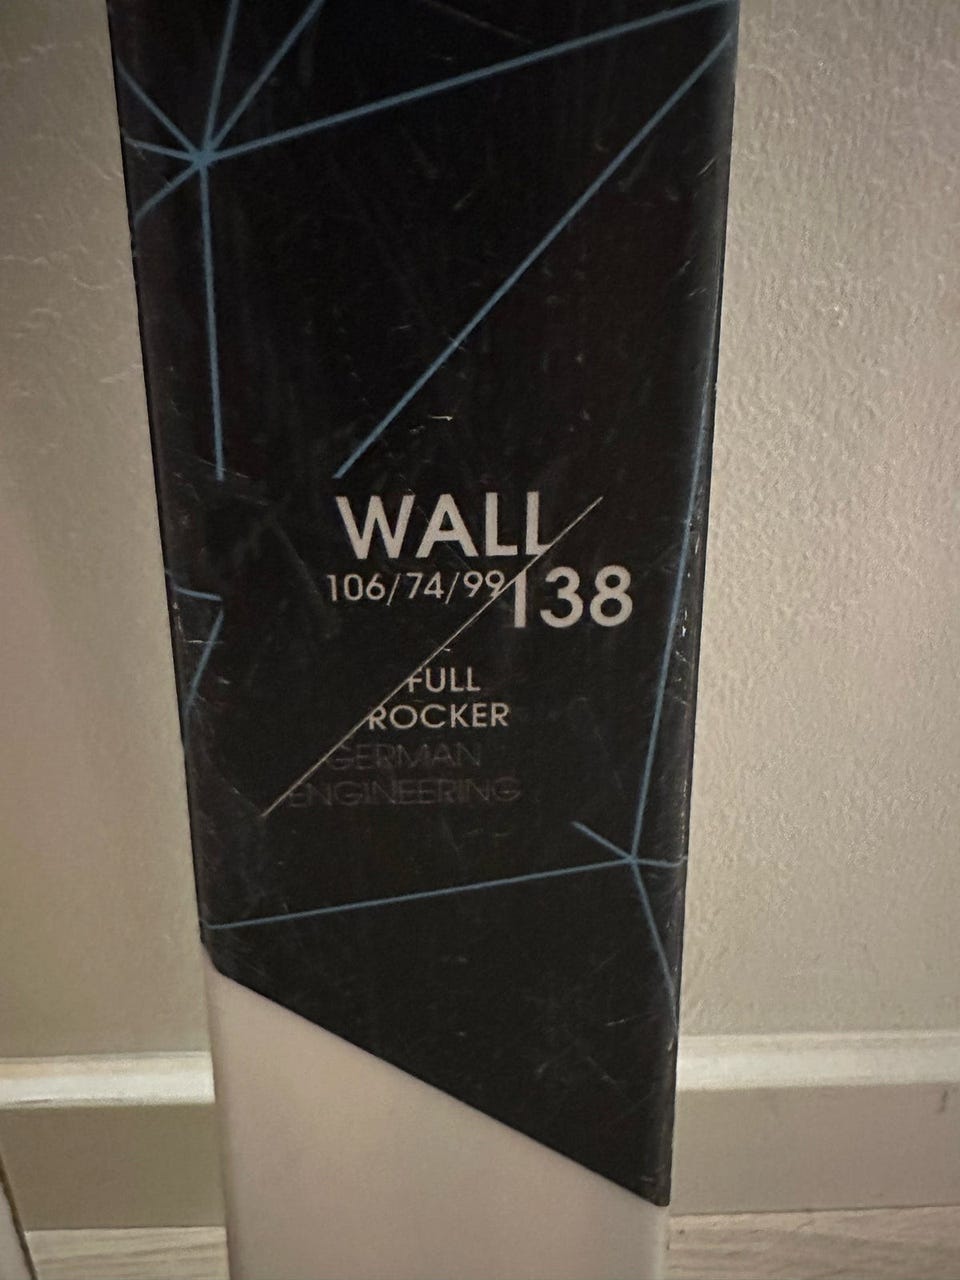 WALL
106/74/99 138
FULL
ROCKER
GERMAN
ENGINEERING